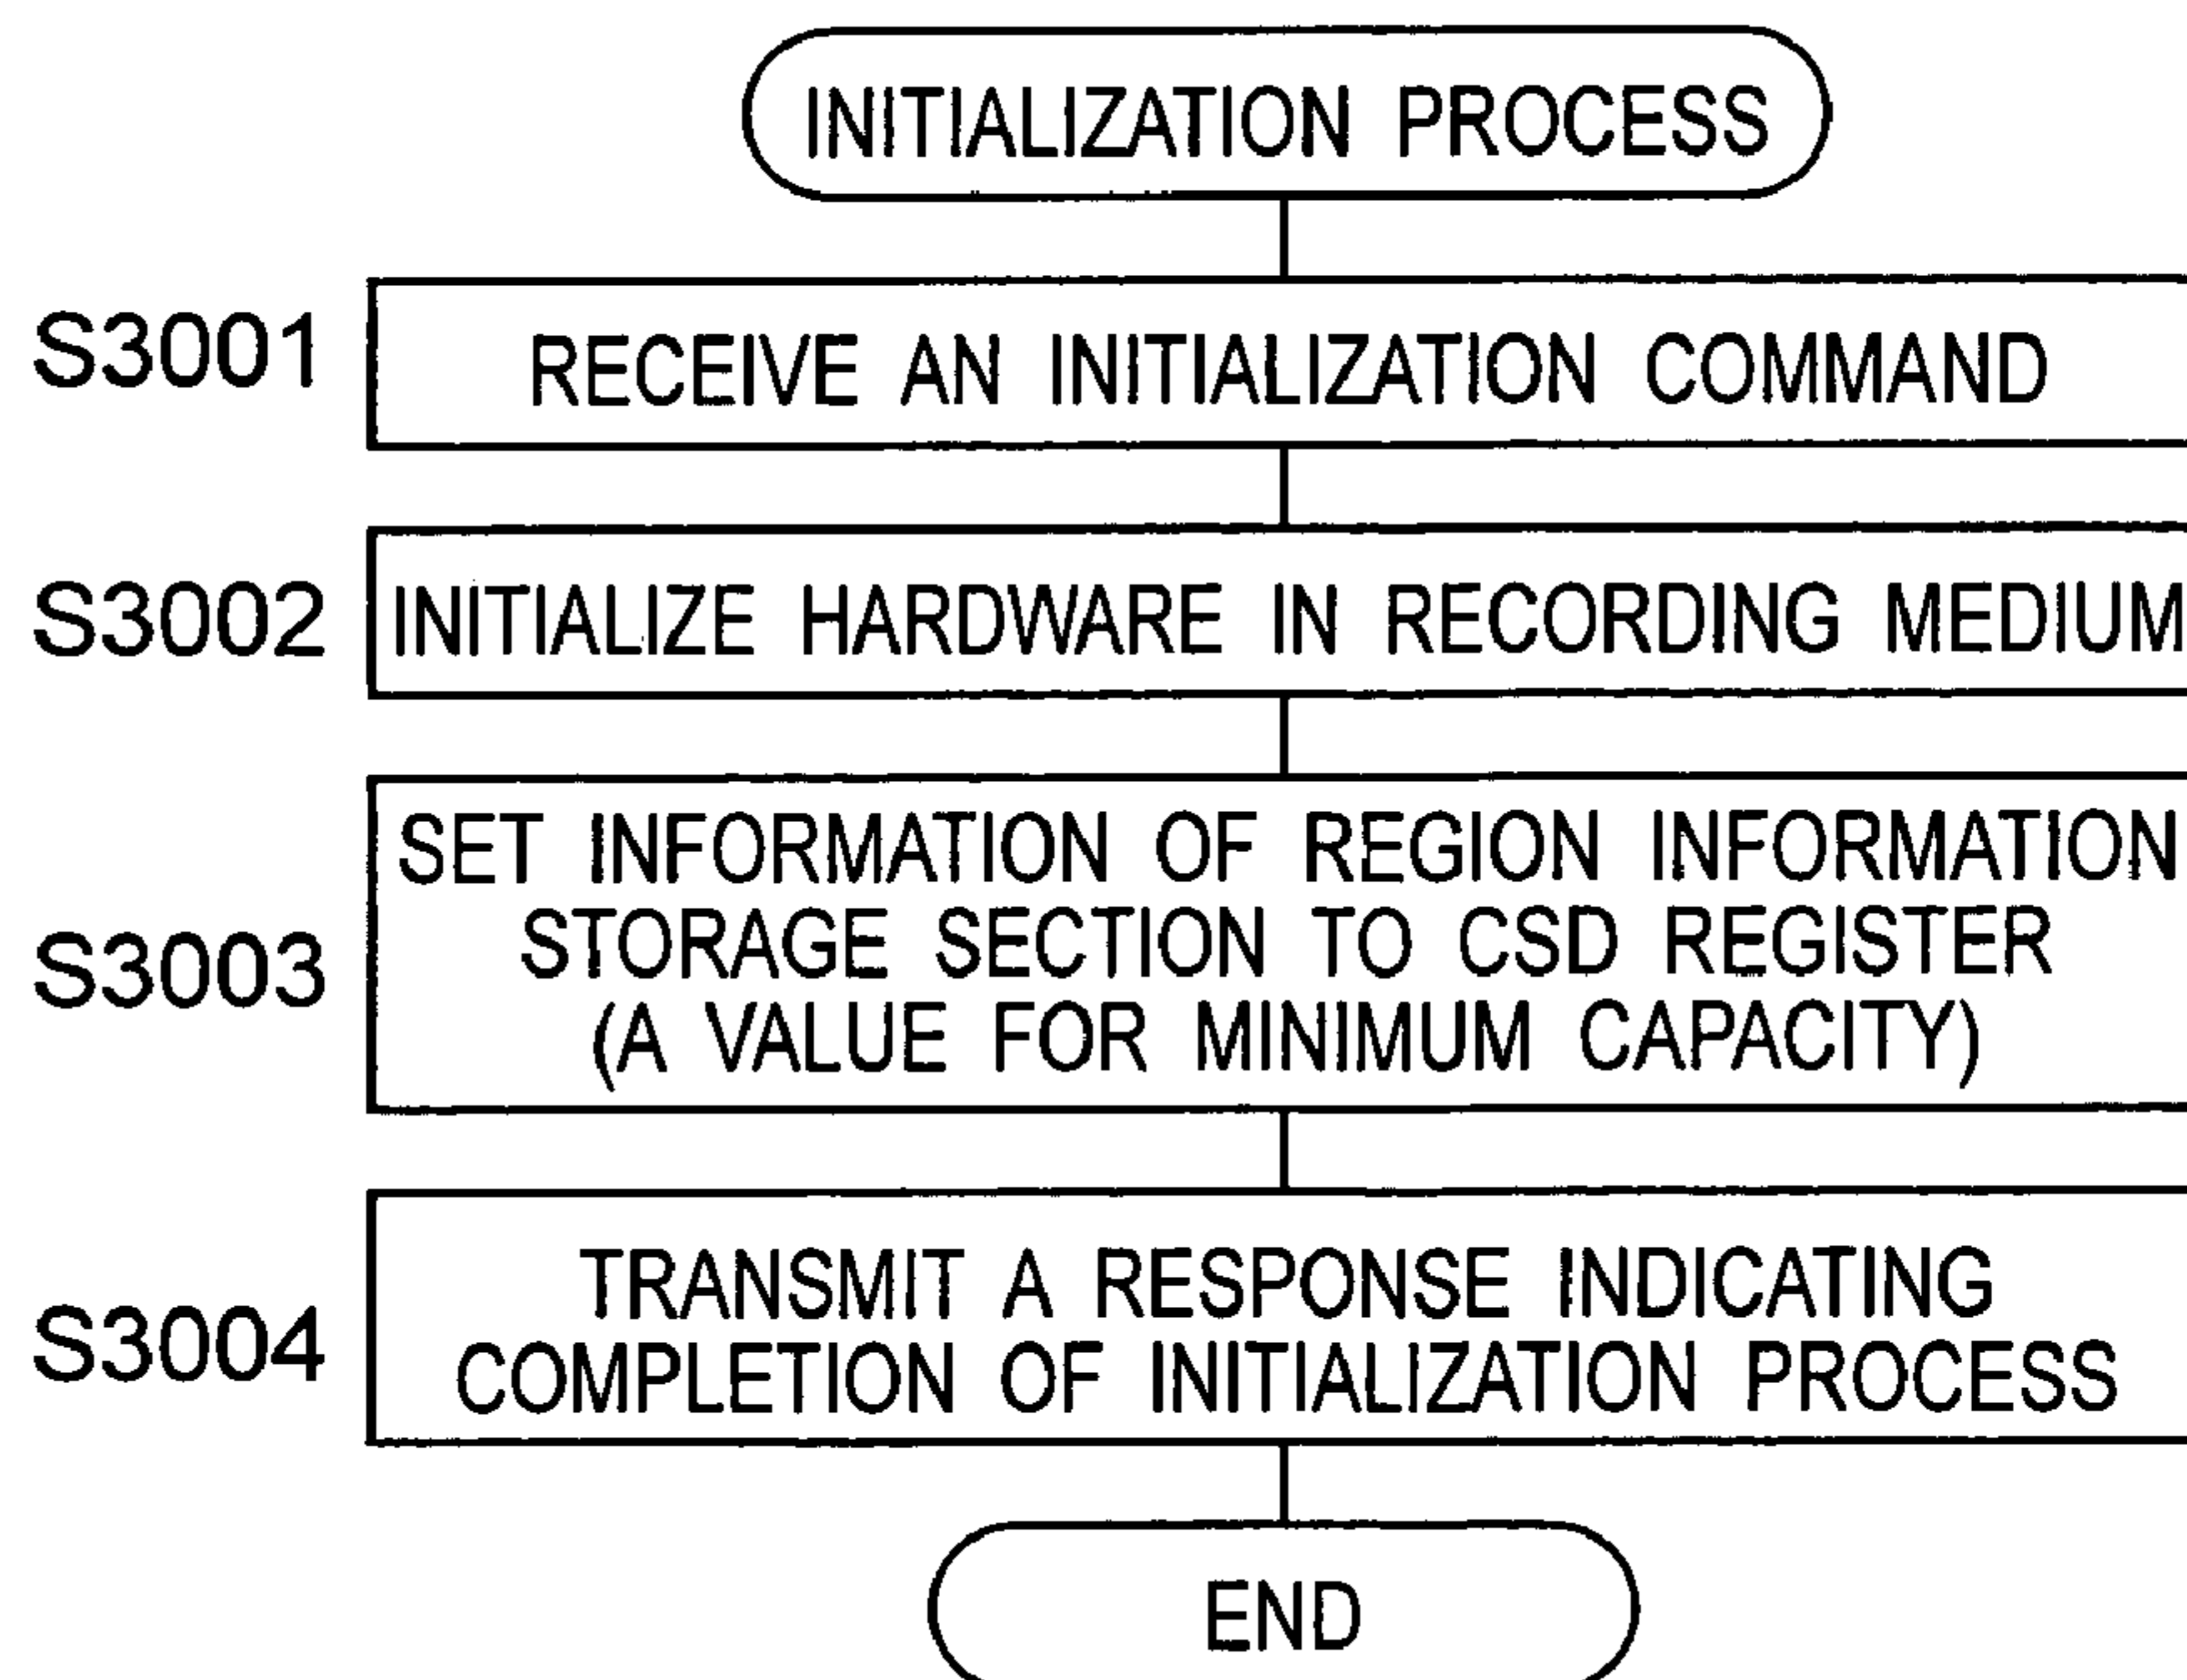 INITIALIZATION PROCESS
S3001
RECEIVE AN INITIALIZATION COMMAND
S3002
INITIALIZE HARDWARE IN RECORDING MEDIUM
S3003
SET INFORMATION OF REGION INFORMATION
STORAGE SECTION TO CSD REGISTER
(A VALUE FOR MINIMUM CAPACITY)
S3004
TRANSMIT A RESPONSE INDICATING
COMPLETION OF INITIALIZATION PROCESS
END